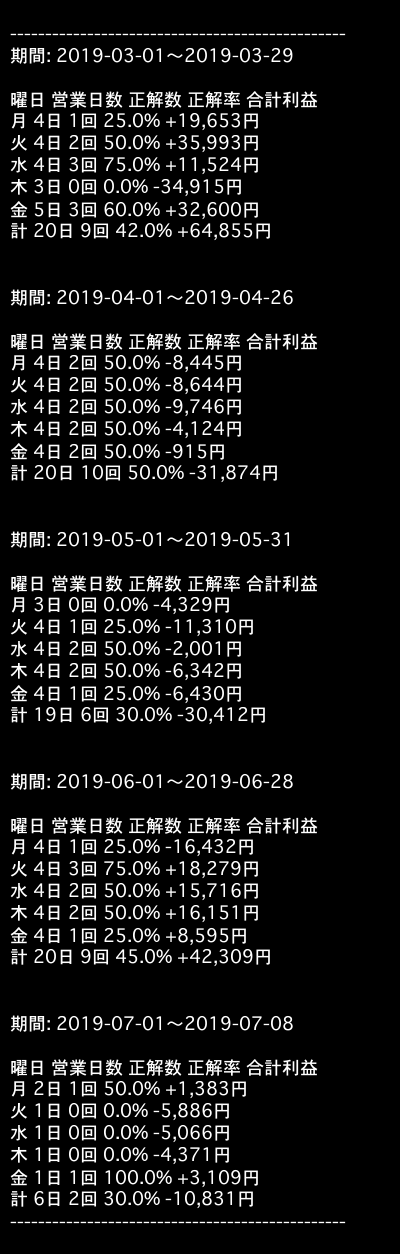 ------------------------------------------------
期間: 2019-03-01〜2019-03-29
曜日 営業日数 正解数 正解率 合計利益
月 4日 1回 25.0% +19,653円
火 4日 2回 50.0% +35,993円
水 4日 3回 75.0% +11,524円
木 3日 0回 0.0% -34,915円
金 5日 3回 60.0% +32,600円
計 20日 9回 42.0% +64,855円
期間: 2019-04-01〜2019-04-26
曜日 営業日数 正解数 正解率 合計利益
月 4日 2回 50.0% -8,445円
火 4日 2回 50.0% -8,644円
水 4日 2回 50.0% -9,746円
木 4日 2回 50.0% -4,124円
金 4日 2回 50.0% -915円
計 20日 10回 50.0% -31,874円
期間: 2019-05-01〜2019-05-31
曜日 営業日数 正解数 正解率 合計利益
月 3日 0回 0.0% -4,329円
火 4日 1回 25.0% -11,310円
水 4日 2回 50.0% -2,001円
木 4日 2回 50.0% -6,342円
金 4日 1回 25.0% -6,430円
計 19日 6回 30.0% -30,412円
期間: 2019-06-01〜2019-06-28
曜日 営業日数 正解数 正解率 合計利益
月 4日 1回 25.0% -16,432円
火 4日 3回 75.0% +18,279円
水 4日 2回 50.0% +15,716円
木 4日 2回 50.0% +16,151円
金 4日 1回 25.0% +8,595円
計 20日 9回 45.0% +42,309円
期間: 2019-07-01〜2019-07-08
曜日 営業日数 正解数 正解率 合計利益
月 2日 1回 50.0% +1,383円
火 1日 0回 0.0% -5,886円
水 1日 0回 0.0% -5,066円
木 1日 0回 0.0% -4,371円
金 1日 1回 100.0% +3,109円
計 6日 2回 30.0% -10,831円
------------------------------------------------